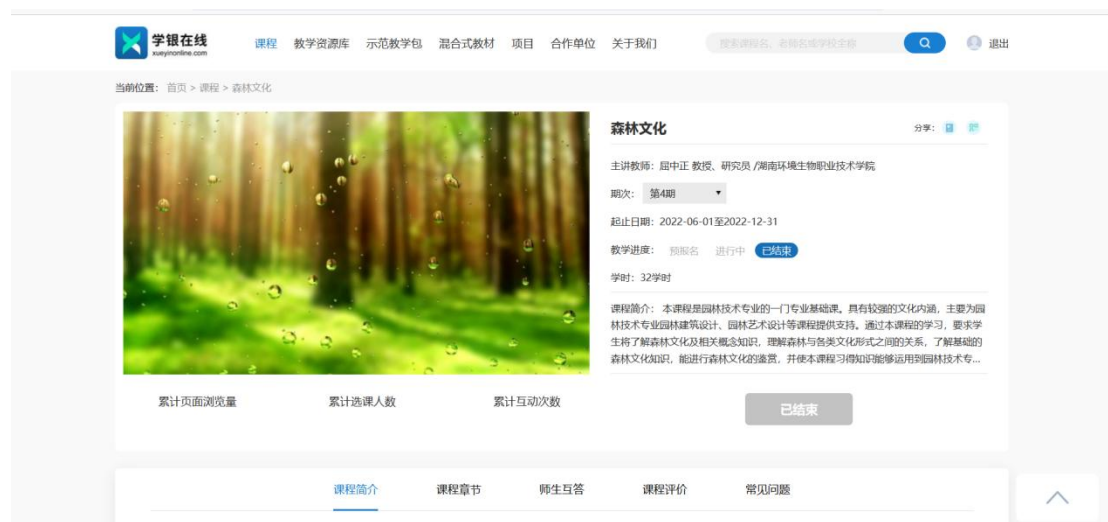 学银在线
xueyinonline.com
课程 教学资源库 示范教学包 混合式教材 项目 合作单位 关于我们 搜索课程名、老师名或学校全称 退出
当前位置： 首页 > 课程 > 森林文化
森林文化
分享：
主讲教师：屈中正 教授、研究员 /湖南环境生物职业技术学院
期次： 第4期
起止日期：2022-06-01至2022-12-31
教学进度： 预报名 进行中 已结束
学时：32学时
课程简介： 本课程是园林技术专业的一门专业基础课。具有较强的文化内涵，主要为园
林技术专业园林建筑设计、园林艺术设计等课程提供支持。通过本课程的学习，要求学
生将了解森林文化及相关概念知识，理解森林与各类文化形式之间的关系，了解基础的
森林文化知识，能进行森林文化的鉴赏，并使本课程习得知识能够运用到园林技术专...
累计页面浏览量 累计选课人数 累计互动次数
已结束
课程简介 课程章节 师生互答 课程评价 常见问题